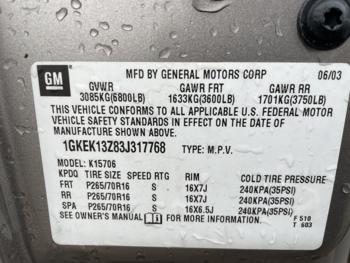 GM
MFD BY GENERAL MOTORS CORP 06/03
GVWR GAWR FRT GAWR RR
3085KG(6800LB) 1633KG(3600LB) 1701KG(3750LB)
THIS VEHICLE CONFORMS TO ALL APPLICABLE U.S. FEDERAL MOTOR
VEHICLE SAFETY STANDARDS IN EFFECT ON THE DATE OF
MANUFACTURE SHOWN ABOVE.
1GKEK13Z83J317768 TYPE: M.P.V.
MODEL: K15706
KPDQ TIRE SIZE SPEED RTG RIM COLD TIRE PRESSURE
FRT P265/70R16 S 16X7J 240KPA(35PSI)
RR P265/70R16 S 16X7J 240KPA(35PSI)
SPA P265/70R16 S 16X6.5J 240KPA(35PSI)
SEE OWNER'S MANUAL FOR ADDITIONAL INFORMATION.
F 510
T 603